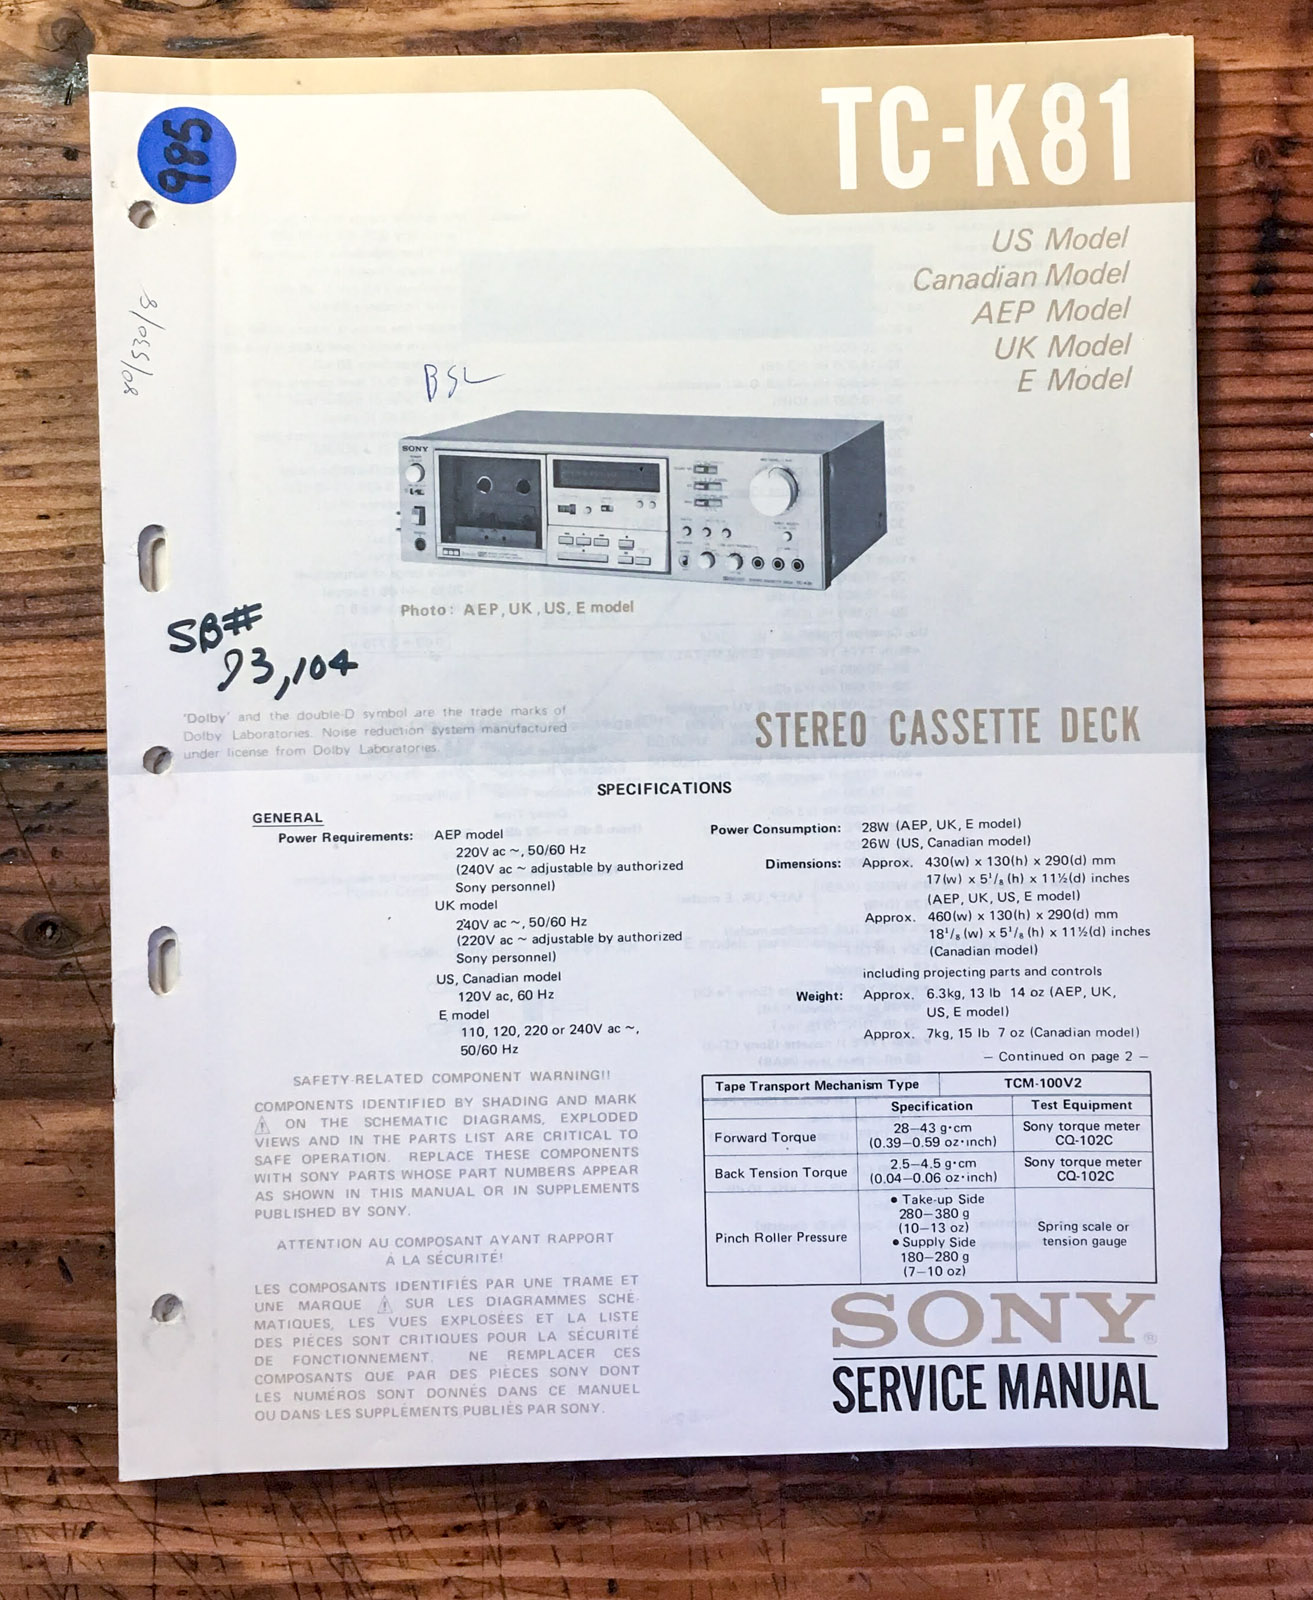 TC-K81
985
US Model
Canadian Model
AEP Model
UK Model
E Model
BSL
SONY
Photo: AEP, UK, US, E model
SB#
93,104
'Dolby' and the double-D symbol are the trade marks of
Dolby Laboratories. Noise reduction system manufactured
under license from Dolby Laboratories.
STEREO CASSETTE DECK
SPECIFICATIONS
GENERAL
Power Requirements: AEP model
220V ac ~, 50/60 Hz
(240V ac ~ adjustable by authorized
Sony personnel)
UK model
240V ac ~, 50/60 Hz
(220V ac ~ adjustable by authorized
Sony personnel)
US, Canadian model
120V ac, 60 Hz
E model
110, 120, 220 or 240V ac ~,
50/60 Hz
SAFETY-RELATED COMPONENT WARNING!!
COMPONENTS IDENTIFIED BY SHADING AND MARK
⚠ ON THE SCHEMATIC DIAGRAMS, EXPLODED
VIEWS AND IN THE PARTS LIST ARE CRITICAL TO
SAFE OPERATION. REPLACE THESE COMPONENTS
WITH SONY PARTS WHOSE PART NUMBERS APPEAR
AS SHOWN IN THIS MANUAL OR IN SUPPLEMENTS
PUBLISHED BY SONY.
ATTENTION AU COMPOSANT AYANT RAPPORT
À LA SÉCURITÉ!
LES COMPOSANTS IDENTIFIÉS PAR UNE TRAME ET
UNE MARQUE ⚠ SUR LES DIAGRAMMES SCHÉ-
MATIQUES, LES VUES EXPLOSÉES ET LA LISTE
DES PIÈCES SONT CRITIQUES POUR LA SÉCURITÉ
DE FONCTIONNEMENT. NE REMPLACER CES
COMPOSANTS QUE PAR DES PIÈCES SONY DONT
LES NUMÉROS SONT DONNÉS DANS CE MANUEL
OU DANS LES SUPPLÉMENTS PUBLIÉS PAR SONY.
Power Consumption: 28W (AEP, UK, E model)
26W (US, Canadian model)
Dimensions: Approx. 430(w) x 130(h) x 290(d) mm
17(w) x 5 1/8 (h) x 11½(d) inches
(AEP, UK, US, E model)
Approx. 460(w) x 130(h) x 290(d) mm
18 1/8 (w) x 5 1/8 (h) x 11½(d) inches
(Canadian model)
including projecting parts and controls
Weight: Approx. 6.3kg, 13 lb 14 oz (AEP, UK,
US, E model)
Approx. 7kg, 15 lb 7 oz (Canadian model)
— Continued on page 2 —
Tape Transport Mechanism Type TCM-100V2
Specification Test Equipment
Forward Torque 28—43 g·cm
(0.39—0.59 oz·inch) Sony torque meter
CQ-102C
Back Tension Torque 2.5—4.5 g·cm
(0.04—0.06 oz·inch) Sony torque meter
CQ-102C
Pinch Roller Pressure ● Take-up Side
280—380 g
(10—13 oz)
● Supply Side
180—280 g
(7—10 oz) Spring scale or
tension gauge
SONY®
SERVICE MANUAL